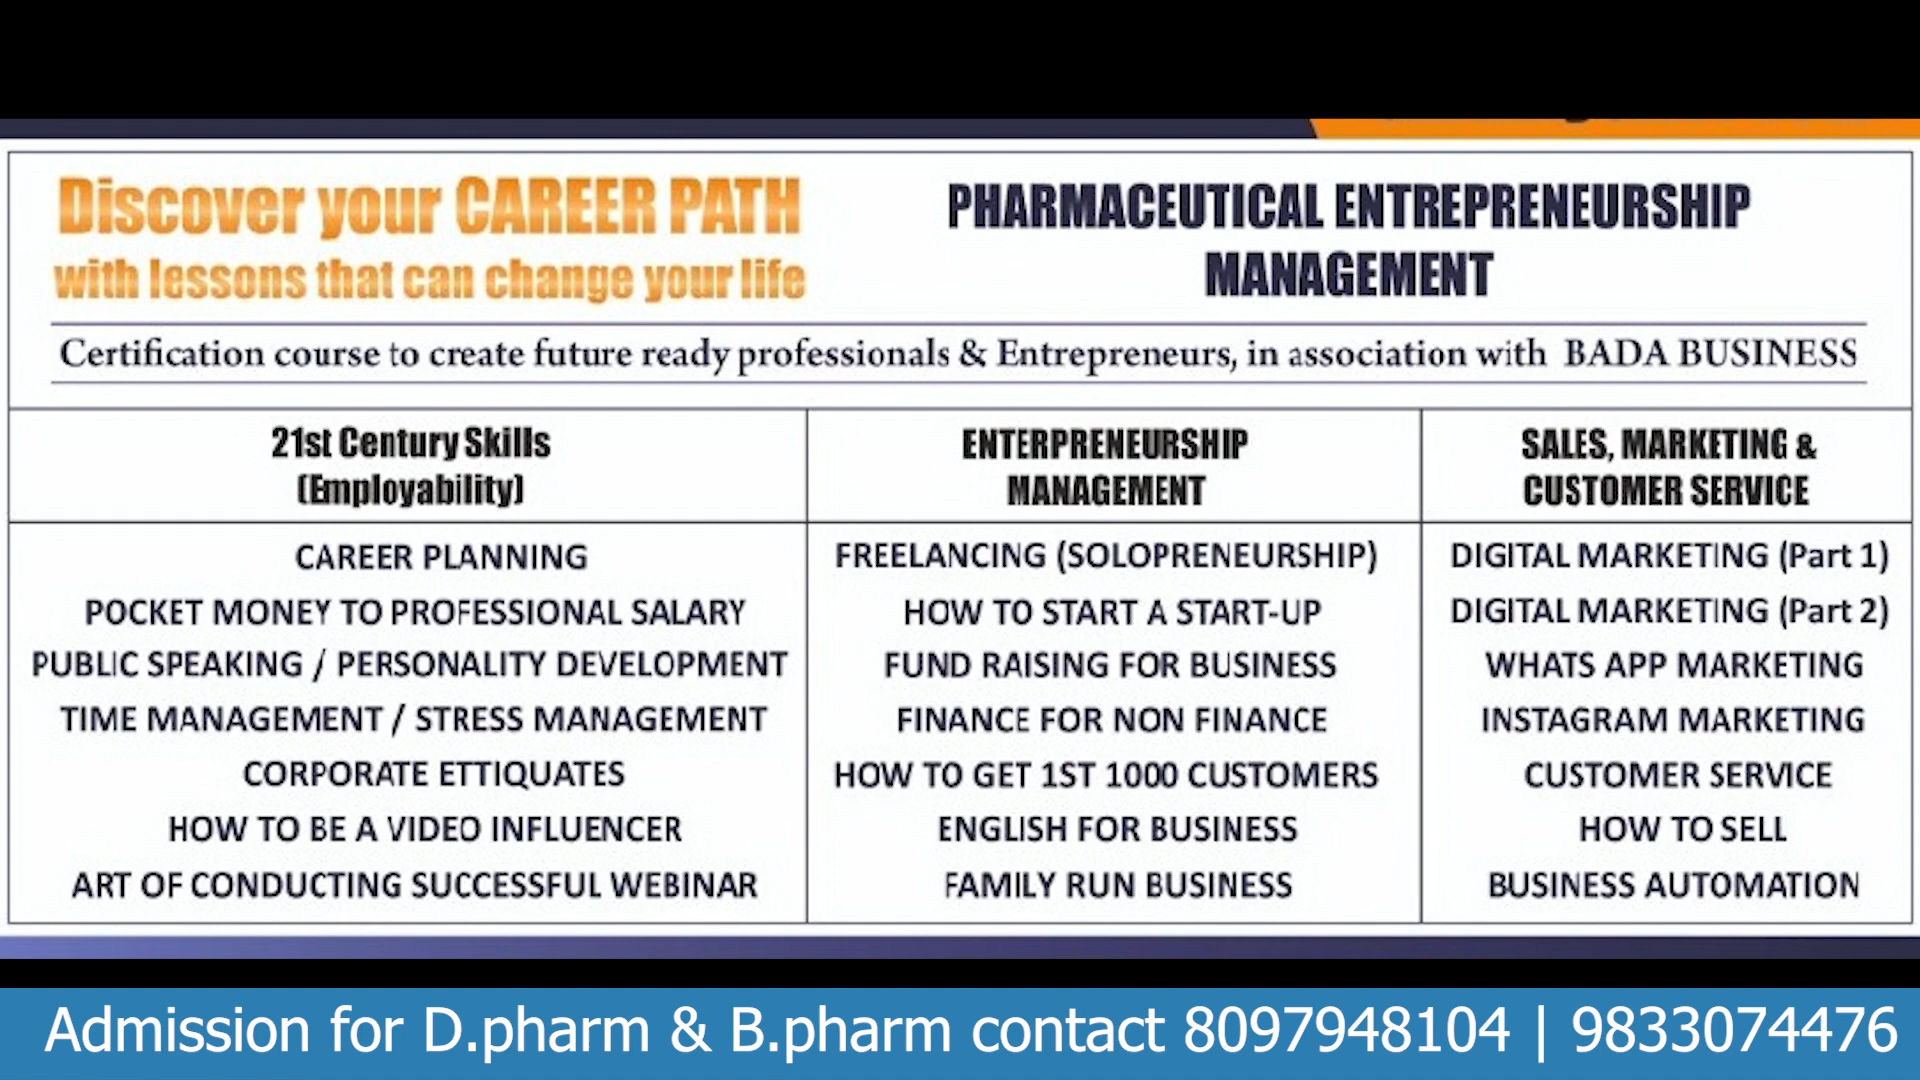 Discover your CAREER PATH
with lessons that can change your life
PHARMACEUTICAL ENTREPRENEURSHIP
MANAGEMENT
Certification course to create future ready professionals & Entrepreneurs, in association with BADA BUSINESS
21st Century Skills
(Employability)
CAREER PLANNING
POCKET MONEY TO PROFESSIONAL SALARY
PUBLIC SPEAKING / PERSONALITY DEVELOPMENT
TIME MANAGEMENT / STRESS MANAGEMENT
CORPORATE ETTIQUATES
HOW TO BE A VIDEO INFLUENCER
ART OF CONDUCTING SUCCESSFUL WEBINAR
ENTERPRENEURSHIP
MANAGEMENT
FREELANCING (SOLOPRENEURSHIP)
HOW TO START A START-UP
FUND RAISING FOR BUSINESS
FINANCE FOR NON FINANCE
HOW TO GET 1ST 1000 CUSTOMERS
ENGLISH FOR BUSINESS
FAMILY RUN BUSINESS
SALES, MARKETING &
CUSTOMER SERVICE
DIGITAL MARKETING (Part 1)
DIGITAL MARKETING (Part 2)
WHATS APP MARKETING
INSTAGRAM MARKETING
CUSTOMER SERVICE
HOW TO SELL
BUSINESS AUTOMATION
Admission for D.pharm & B.pharm contact 8097948104 | 9833074476